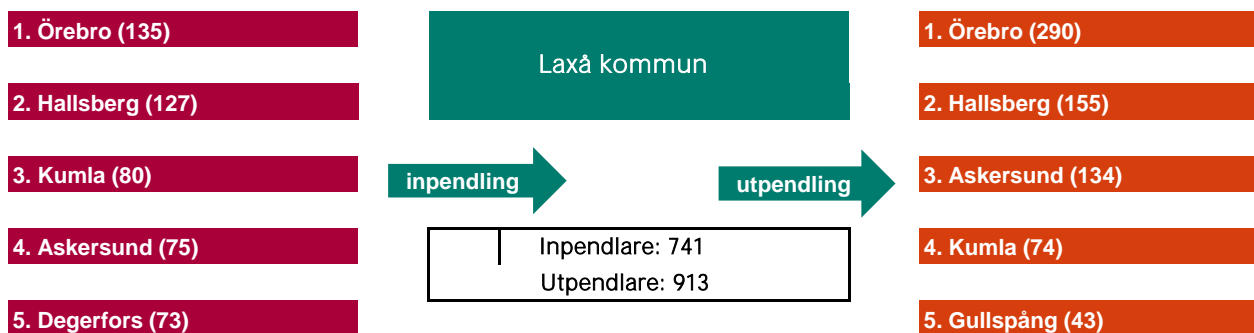 1. Örebro (135)
2. Hallsberg (127)
3. Kumla (80)
4. Askersund (75)
5. Degerfors (73)
Laxå kommun
inpendling
utpendling
Inpendlare: 741
Utpendlare: 913
1. Örebro (290)
2. Hallsberg (155)
3. Askersund (134)
4. Kumla (74)
5. Gullspång (43)